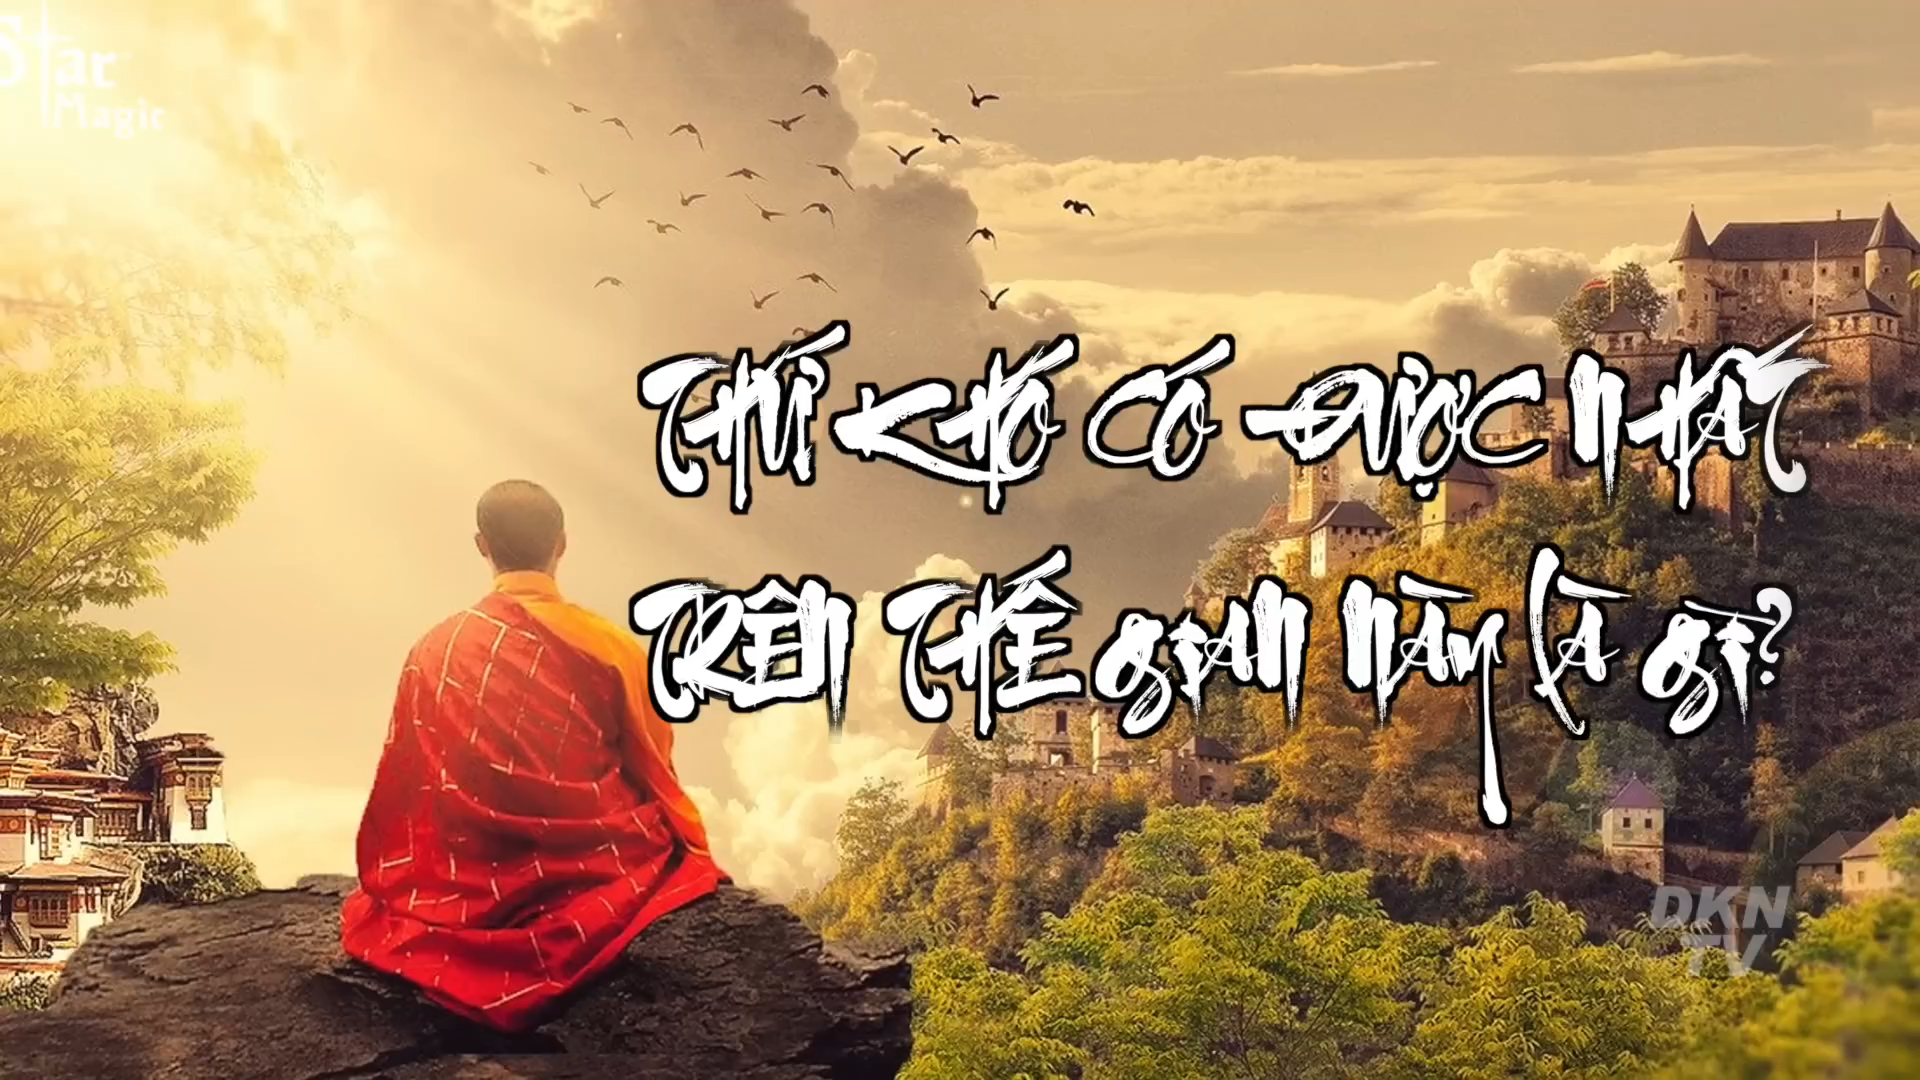 Star
Magic
THỨ KHÓ CÓ ĐƯỢC NHẤT
TRÊN THẾ GIAN NÀY LÀ GÌ?
DKN
TV